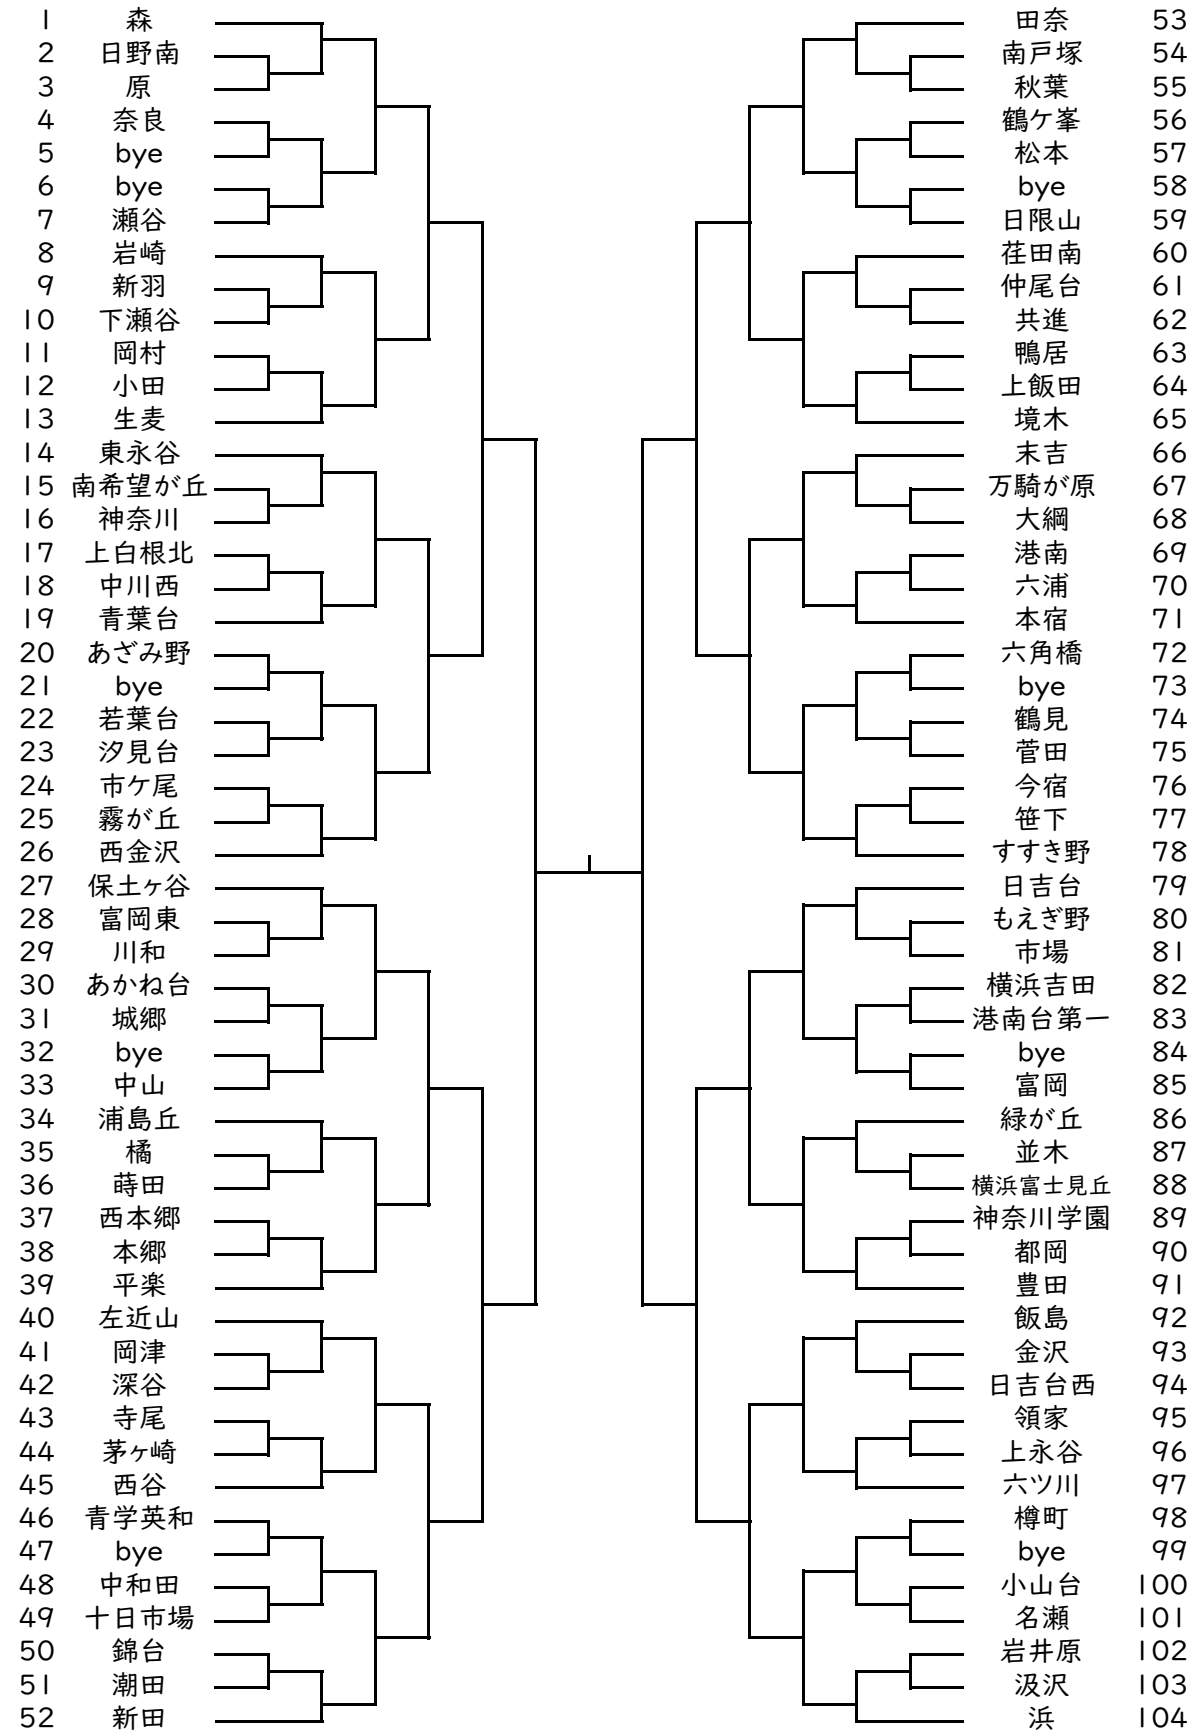 1 森
2 日野南
3 原
4 奈良
5 bye
6 bye
7 瀬谷
8 岩崎
9 新羽
10 下瀬谷
11 岡村
12 小田
13 生麦
14 東永谷
15 南希望が丘
16 神奈川
17 上白根北
18 中川西
19 青葉台
20 あざみ野
21 bye
22 若葉台
23 汐見台
24 市ケ尾
25 霧が丘
26 西金沢
27 保土ヶ谷
28 富岡東
29 川和
30 あかね台
31 城郷
32 bye
33 中山
34 浦島丘
35 橘
36 蒔田
37 西本郷
38 本郷
39 平楽
40 左近山
41 岡津
42 深谷
43 寺尾
44 茅ヶ崎
45 西谷
46 青学英和
47 bye
48 中和田
49 十日市場
50 錦台
51 潮田
52 新田
田奈 53
南戸塚 54
秋葉 55
鶴ケ峯 56
松本 57
bye 58
日限山 59
荏田南 60
仲尾台 61
共進 62
鴨居 63
上飯田 64
境木 65
末吉 66
万騎が原 67
大綱 68
港南 69
六浦 70
本宿 71
六角橋 72
bye 73
鶴見 74
菅田 75
今宿 76
笹下 77
すすき野 78
日吉台 79
もえぎ野 80
市場 81
横浜吉田 82
港南台第一 83
bye 84
富岡 85
緑が丘 86
並木 87
横浜富士見丘 88
神奈川学園 89
都岡 90
豊田 91
飯島 92
金沢 93
日吉台西 94
領家 95
上永谷 96
六ツ川 97
樽町 98
bye 99
小山台 100
名瀬 101
岩井原 102
汲沢 103
浜 104